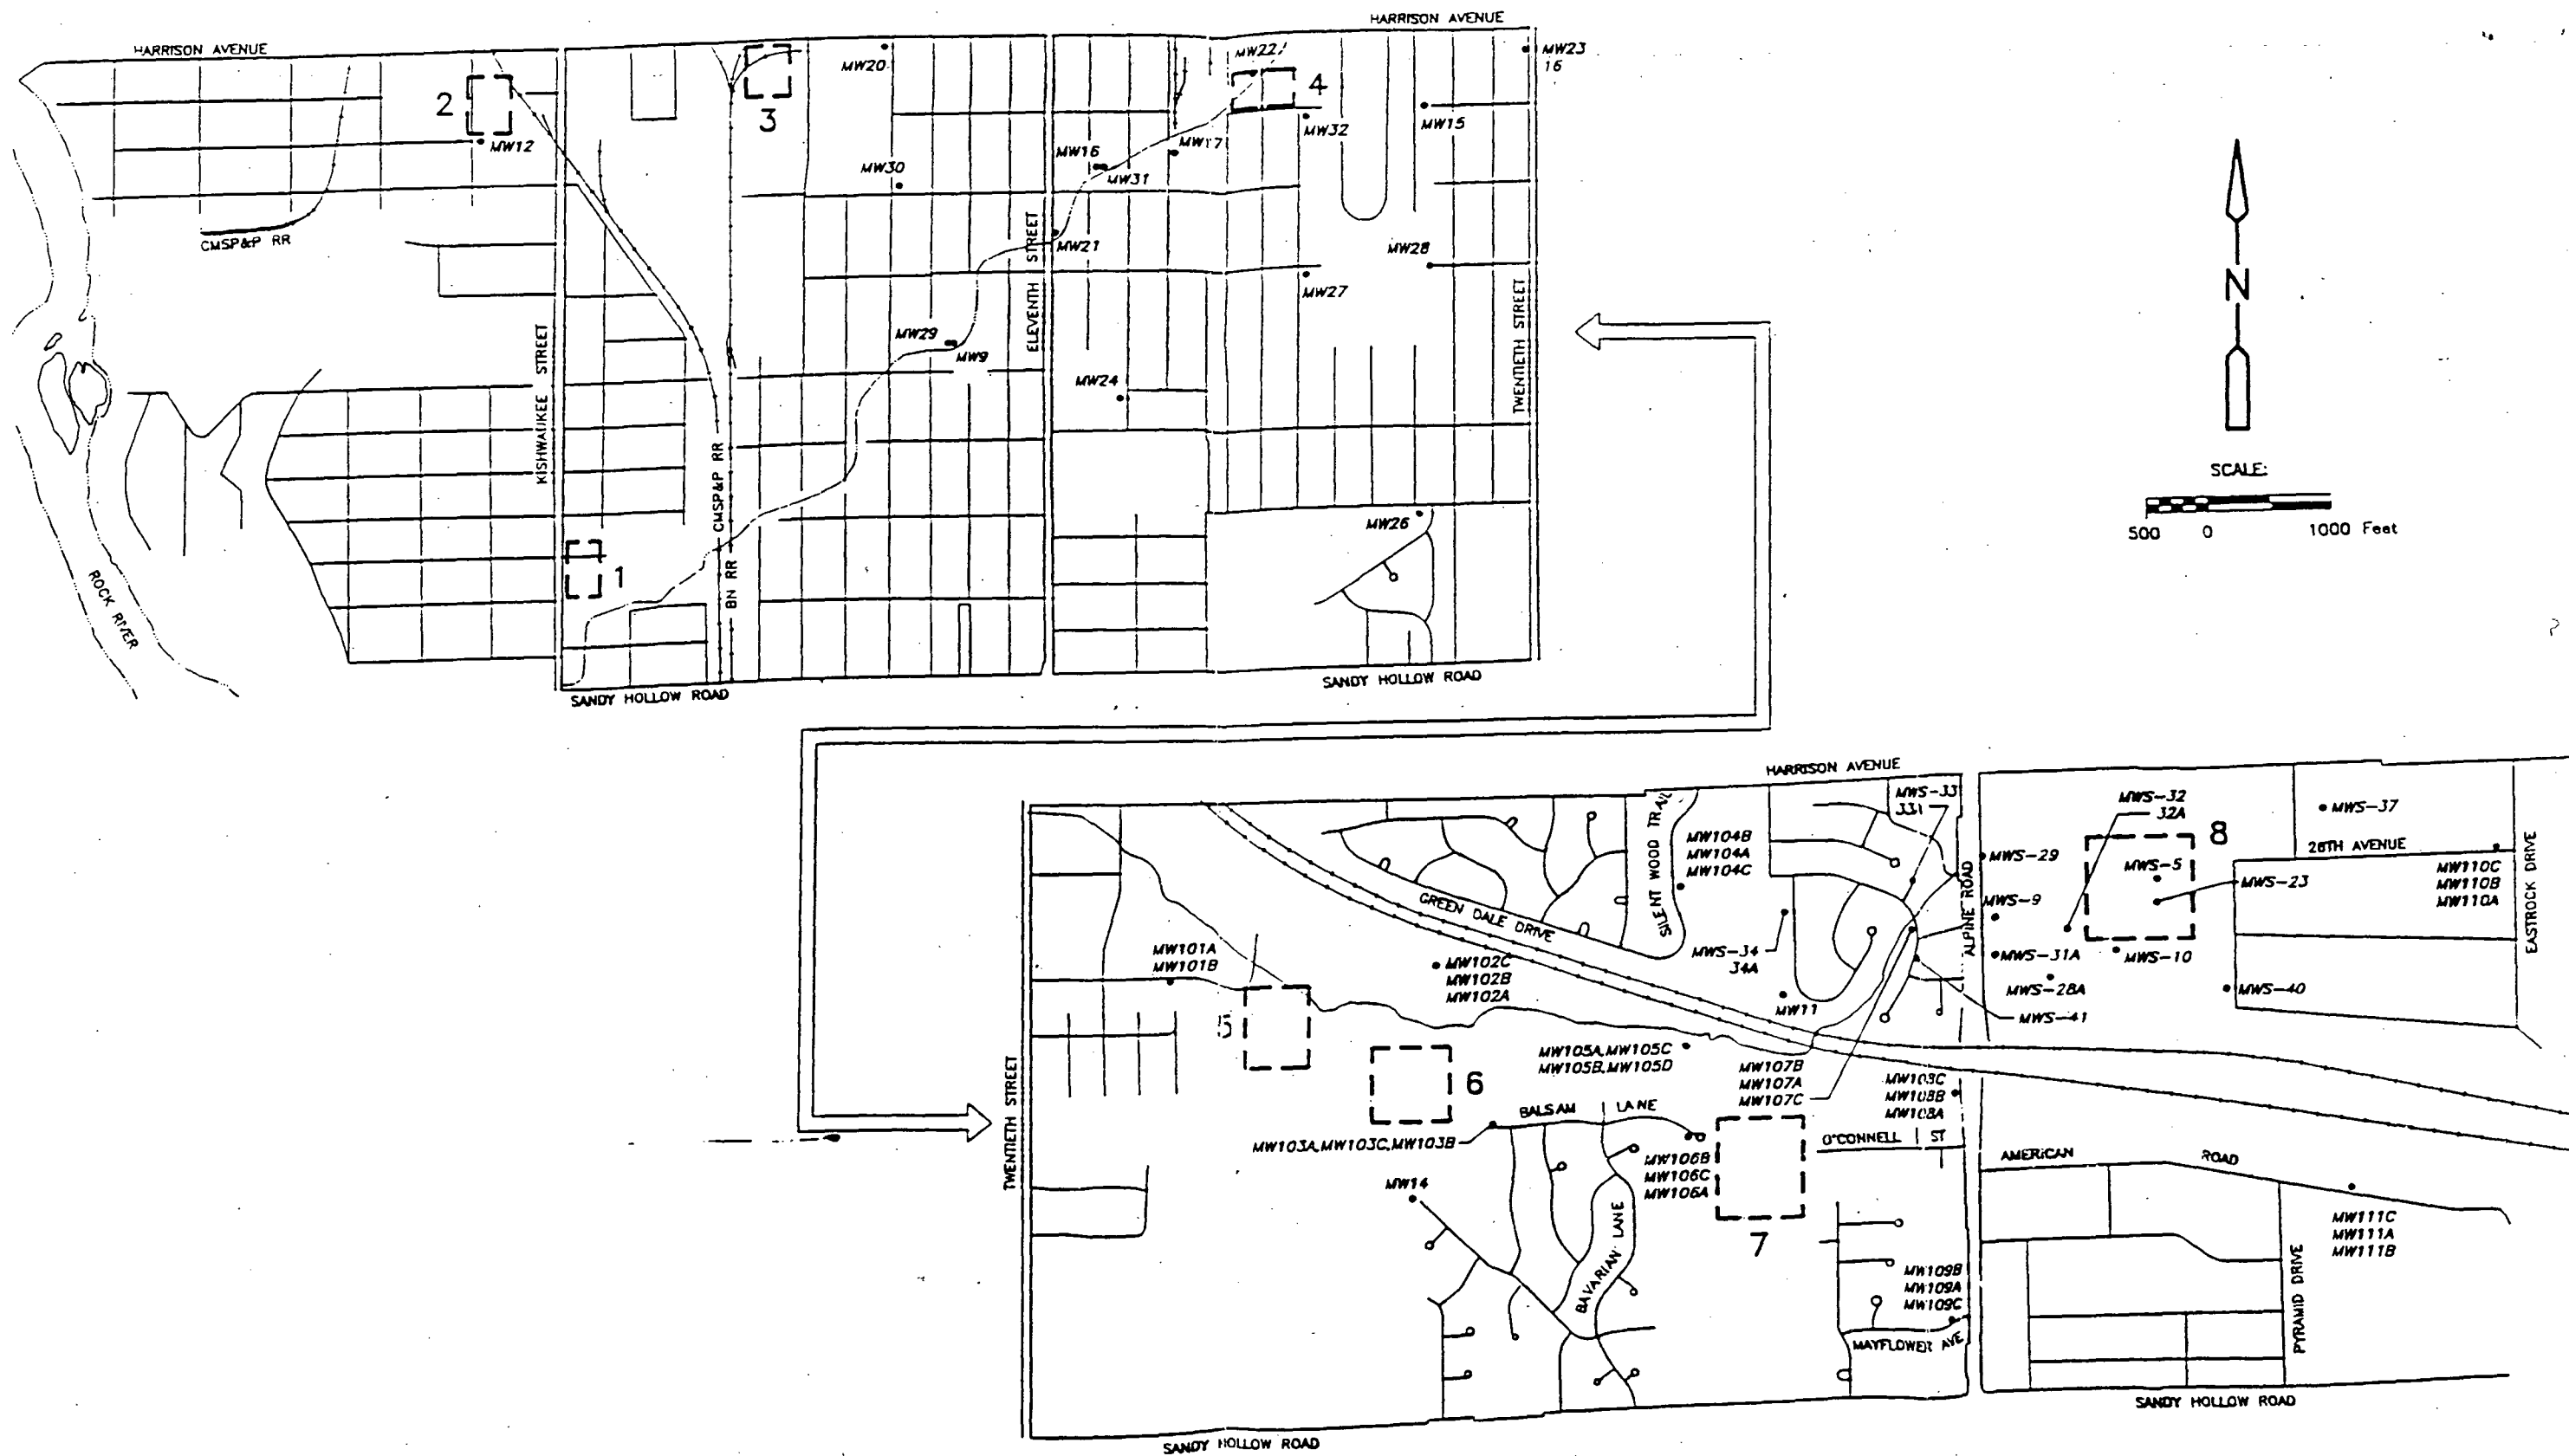 HARRISON AVENUE
HARRISON AVENUE
2
MW12
3
MW20
MW22
4
MW23
16
MW32
MW15
MW16
MW17
MW31
MW30
CMSP&P RR
MW21
ELEVENTH STREET
MW28
MW27
TWENTIETH STREET
MW29
MW9
MW24
KISHWAUKEE STREET
CMSP&P RR
BN RR
MW26
1
ROCK RIVER
SANDY HOLLOW ROAD
SANDY HOLLOW ROAD
N
SCALE:
500 0 1000 Feet
HARRISON AVENUE
SILENT WOOD TRAIL
MW104B
MW104A
MW104C
MWS-33
33A
MWS-32
32A
8
MWS-37
28TH AVENUE
EASTROCK DRIVE
MWS-29
ALPINE ROAD
MWS-5
MWS-23
MW110C
MW110B
MW110A
MWS-9
GREEN DALE DRIVE
MW101A
MW101B
MW102C
MW102B
MW102A
MWS-34
34A
MWS-31A
MWS-10
MWS-28A
MWS-40
MW11
MWS-41
5
6
MW105A,MW105C
MW105B,MW105D
MW107B
MW107A
MW107C
MW108C
MW108B
MW108A
TWENTIETH STREET
BALSAM LANE
MW103A,MW103C,MW103B
O'CONNELL ST
MW106B
MW106C
MW106A
AMERICAN ROAD
MW14
BAVARIAN LANE
7
MW111C
MW111A
MW111B
MW109B
MW109A
MW109C
PYRAMID DRIVE
MAYFLOWER AVE
SANDY HOLLOW ROAD
SANDY HOLLOW ROAD